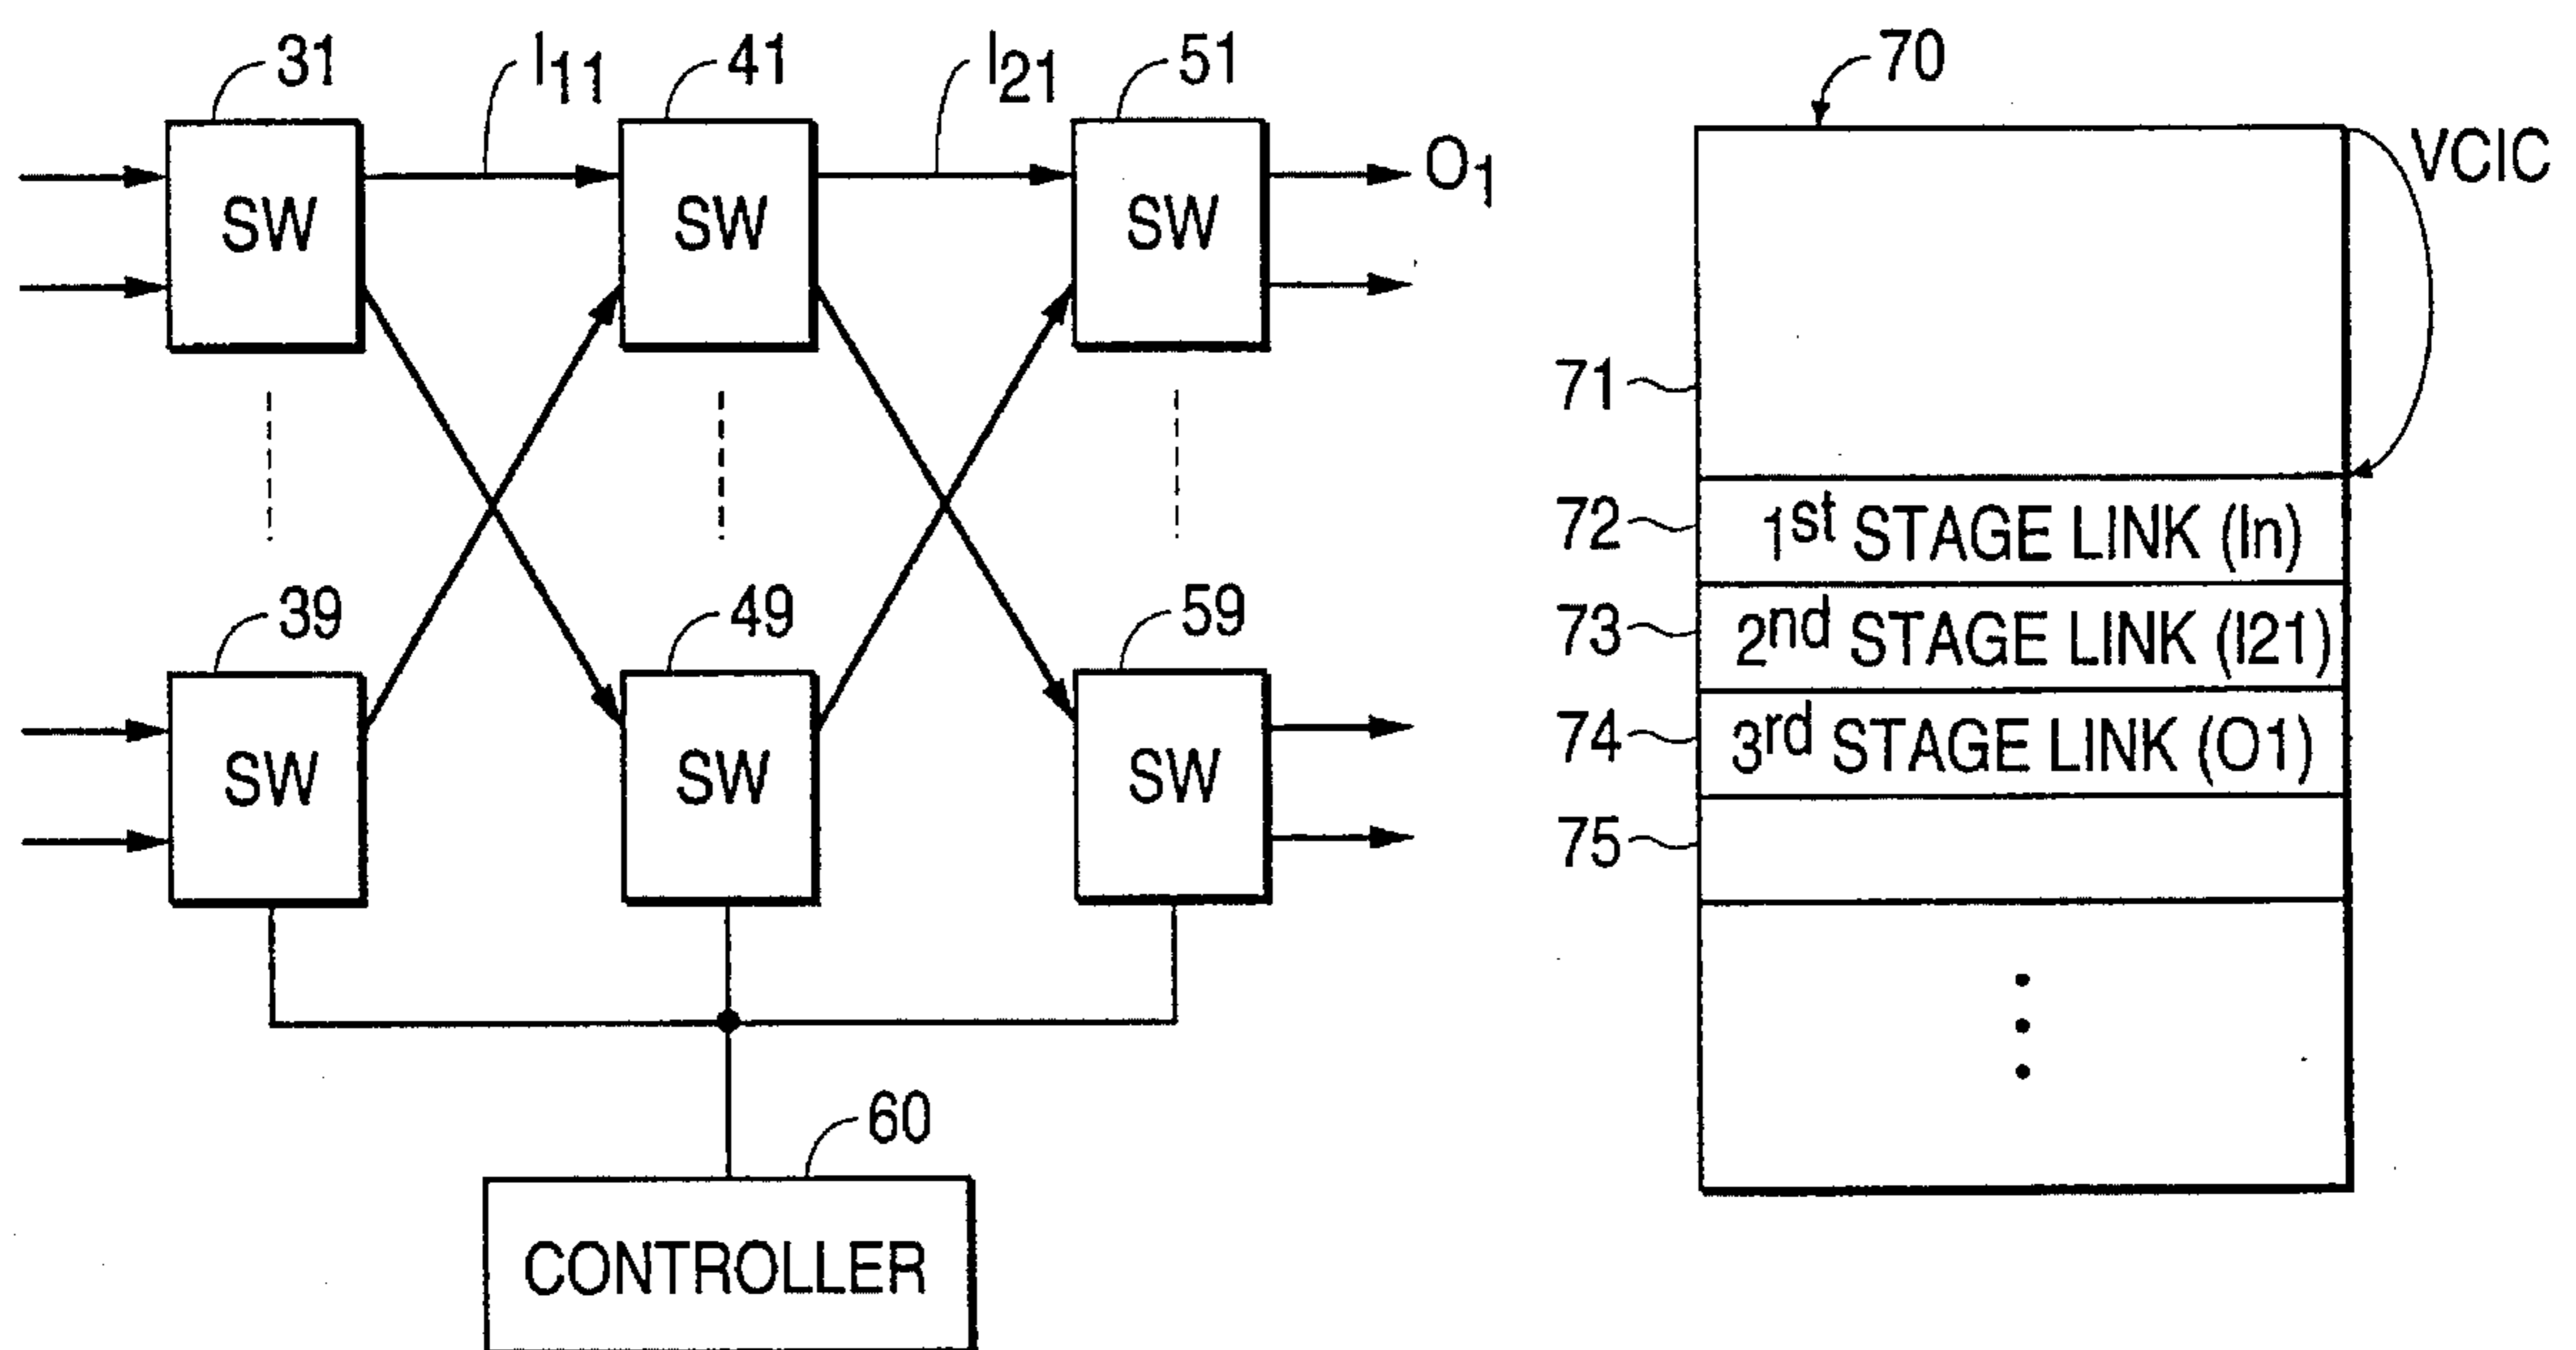 31
l11
41
l21
51
SW
SW
SW
O1
39
49
59
SW
SW
SW
60
CONTROLLER
70
VCIC
71
72
1st STAGE LINK (ln)
73
2nd STAGE LINK (l21)
74
3rd STAGE LINK (O1)
75